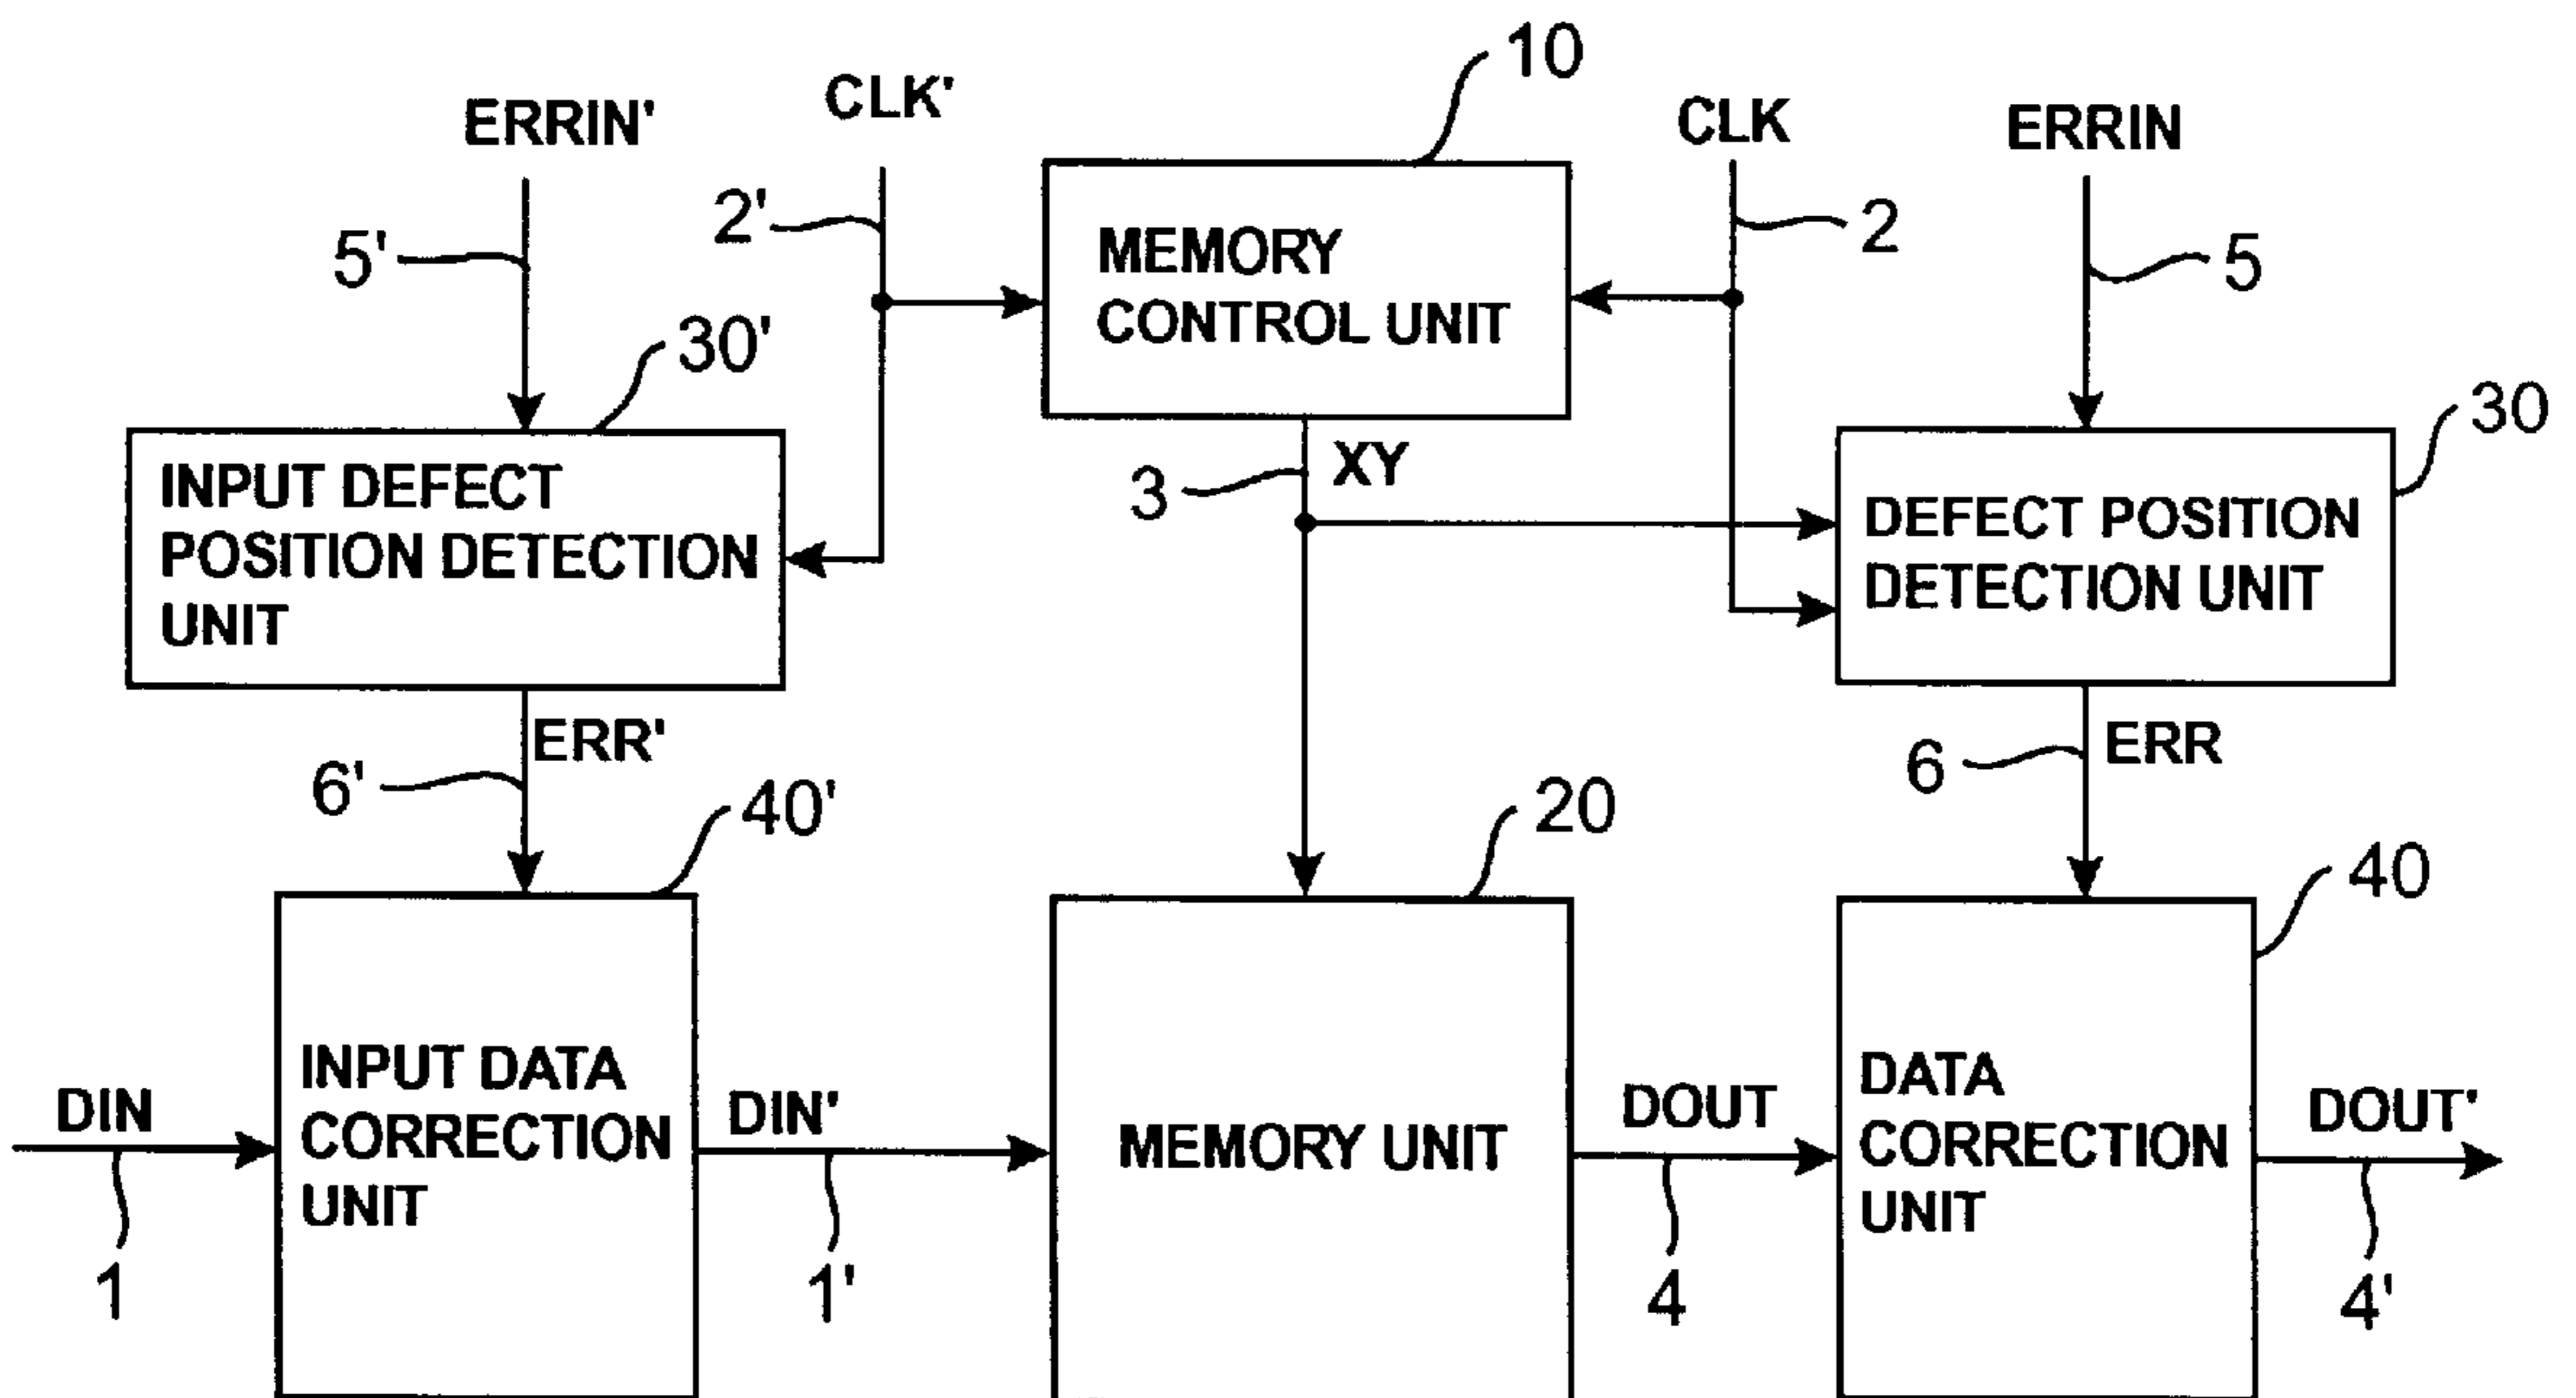 10
CLK'
CLK
ERRIN'
ERRIN
2'
2
5'
5
MEMORY
CONTROL UNIT
30'
30
3
XY
INPUT DEFECT
POSITION DETECTION
UNIT
DEFECT POSITION
DETECTION UNIT
ERR'
6'
ERR
6
40'
20
40
DIN
1
INPUT DATA
CORRECTION
UNIT
DIN'
1'
MEMORY UNIT
DOUT
4
DATA
CORRECTION
UNIT
DOUT'
4'